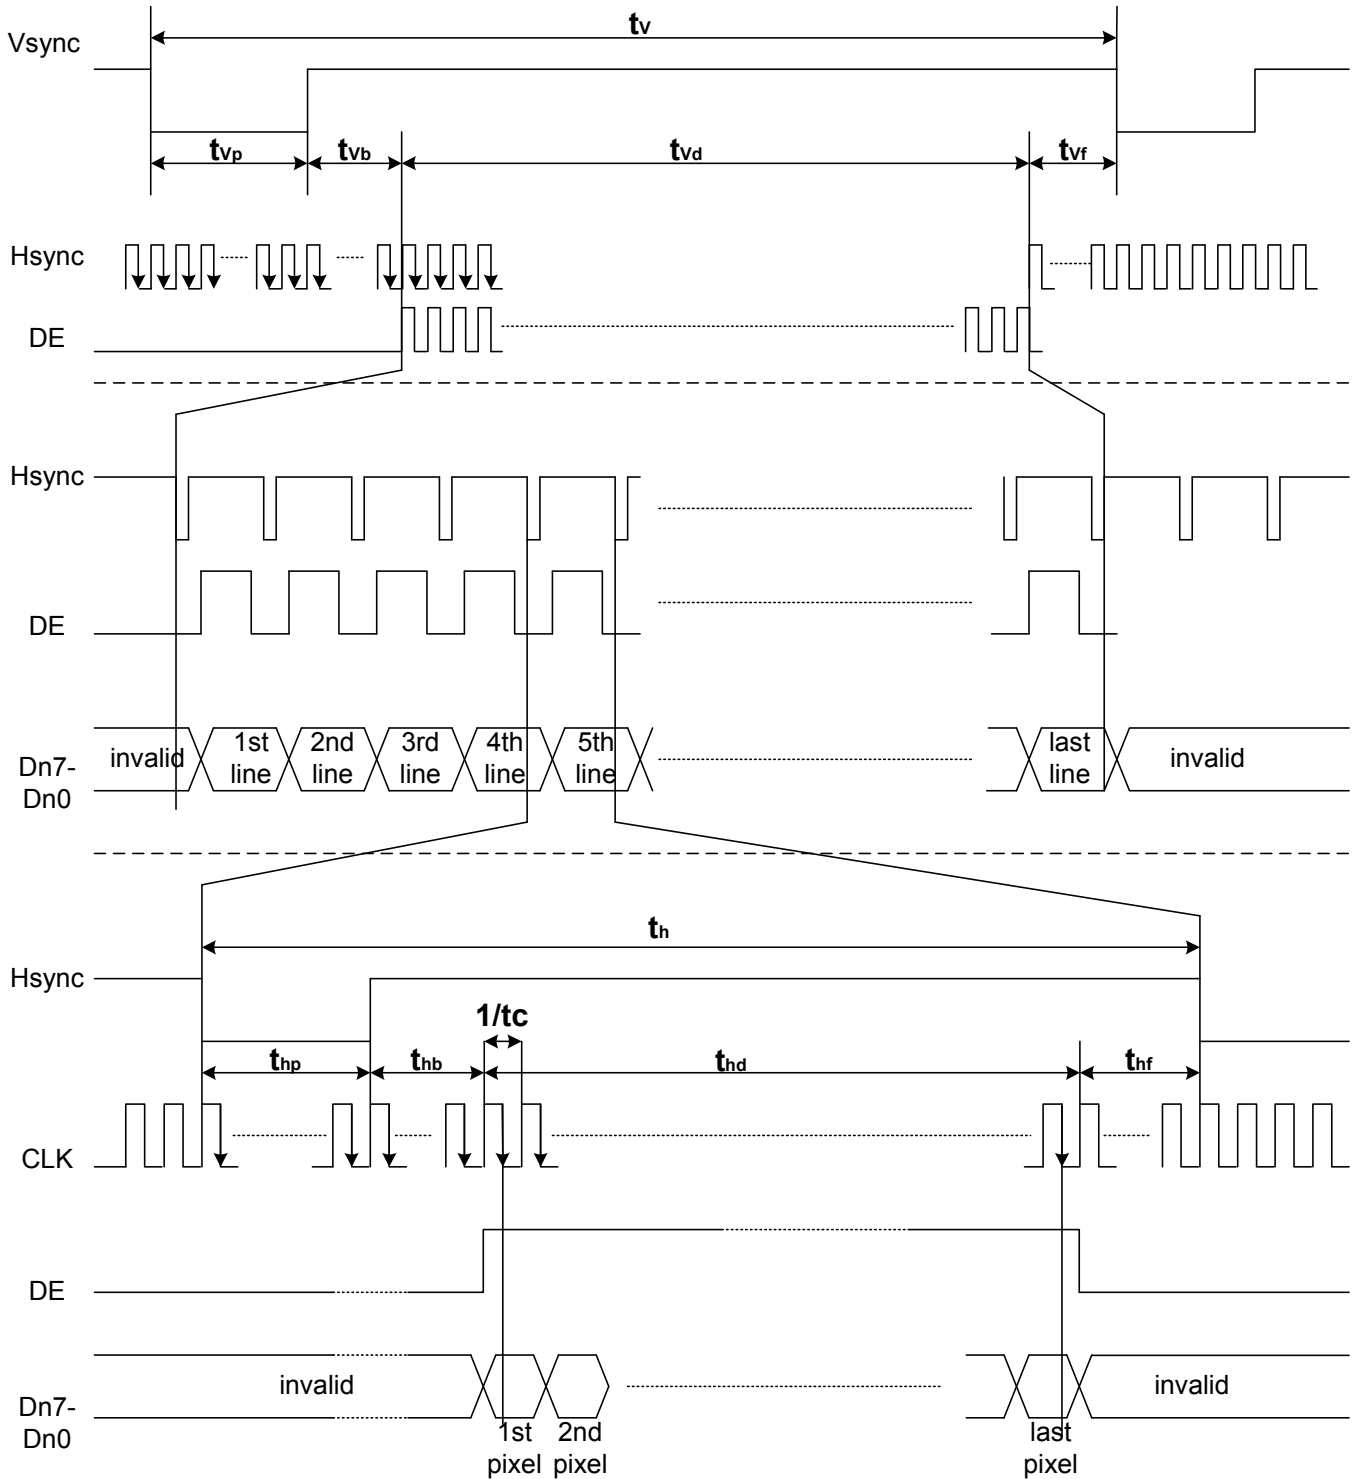 tv
Vsync
tvp tvb tvd tvf
Hsync
DE
Hsync
DE
invalid 1st line 2nd line 3rd line 4th line 5th line last line invalid
Dn7-
Dn0
th
Hsync
1/tc
thp thb thd thf
CLK
DE
invalid invalid
Dn7-
Dn0
1st pixel 2nd pixel last pixel